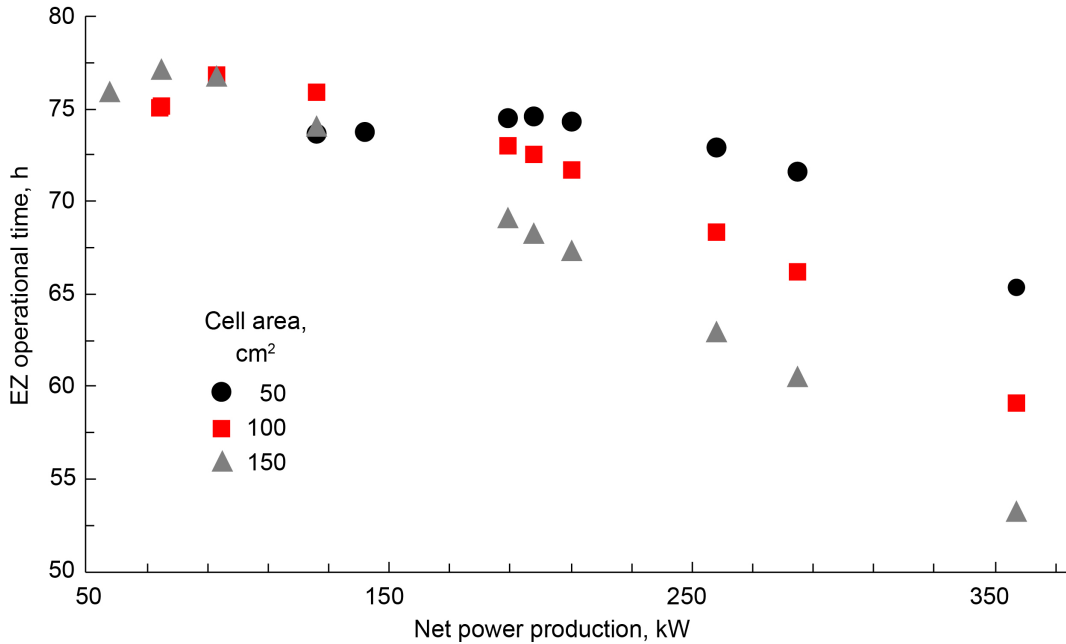 80
75
70
65
60
55
50
EZ operational time, h
Cell area,
cm²
50
100
150
50 150 250 350
Net power production, kW